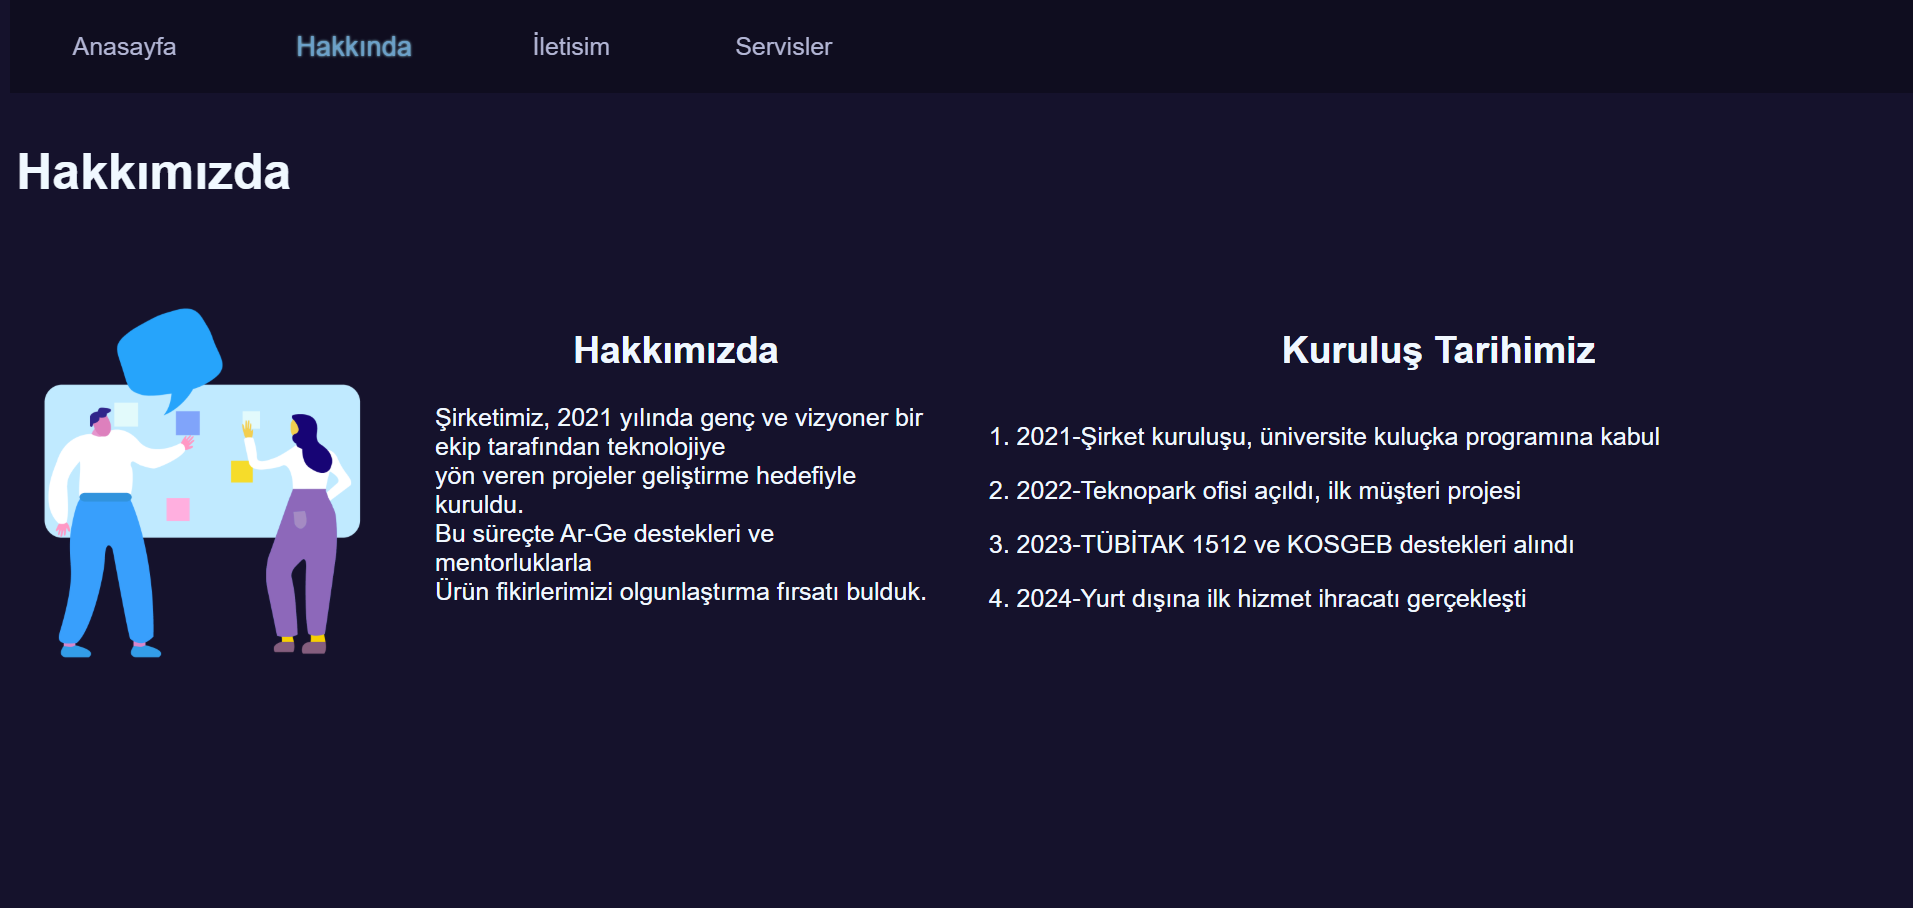 Anasayfa Hakkında İletisim Servisler
Hakkımızda
Hakkımızda
Şirketimiz, 2021 yılında genç ve vizyoner bir
ekip tarafından teknolojiye
yön veren projeler geliştirme hedefiyle
kuruldu.
Bu süreçte Ar-Ge destekleri ve
mentorluklarla
Ürün fikirlerimizi olgunlaştırma fırsatı bulduk.
Kuruluş Tarihimiz
1. 2021-Şirket kuruluşu, üniversite kuluçka programına kabul
2. 2022-Teknopark ofisi açıldı, ilk müşteri projesi
3. 2023-TÜBİTAK 1512 ve KOSGEB destekleri alındı
4. 2024-Yurt dışına ilk hizmet ihracatı gerçekleşti